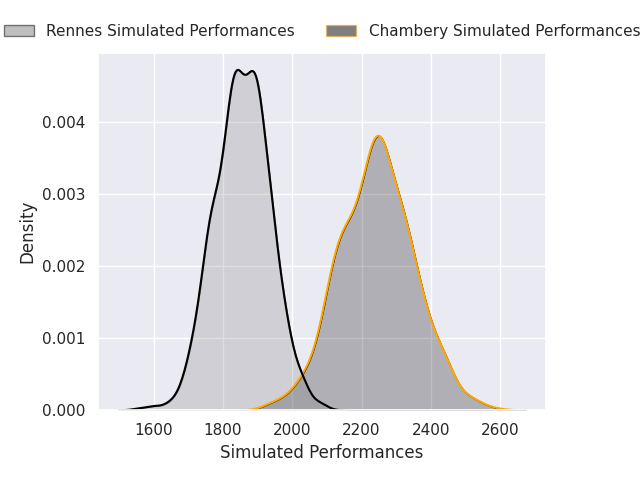 Rennes Simulated Performances Chambery Simulated Performances
0.004
0.003
0.002
0.001
0.000
Density
1600 1800 2000 2200 2400 2600
Simulated Performances